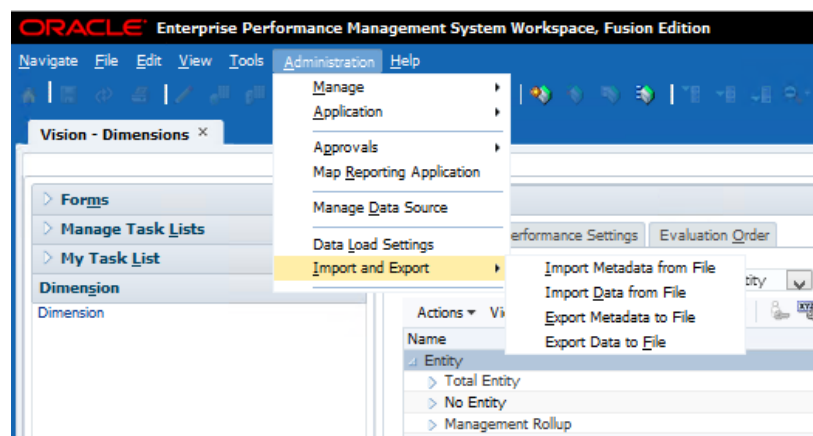 ORACLE® Enterprise Performance Management System Workspace, Fusion Edition
Navigate File Edit View Tools Administration Help
Vision - Dimensions ×
Manage
Application
Approvals
Map Reporting Application
Manage Data Source
Data Load Settings
Import and Export
Import Metadata from File
Import Data from File
Export Metadata to File
Export Data to File
Forms
Manage Task Lists
My Task List
Dimension
Dimension
erformance Settings Evaluation Order
tity
Actions Vi
Name
Entity
Total Entity
No Entity
Management Rollup